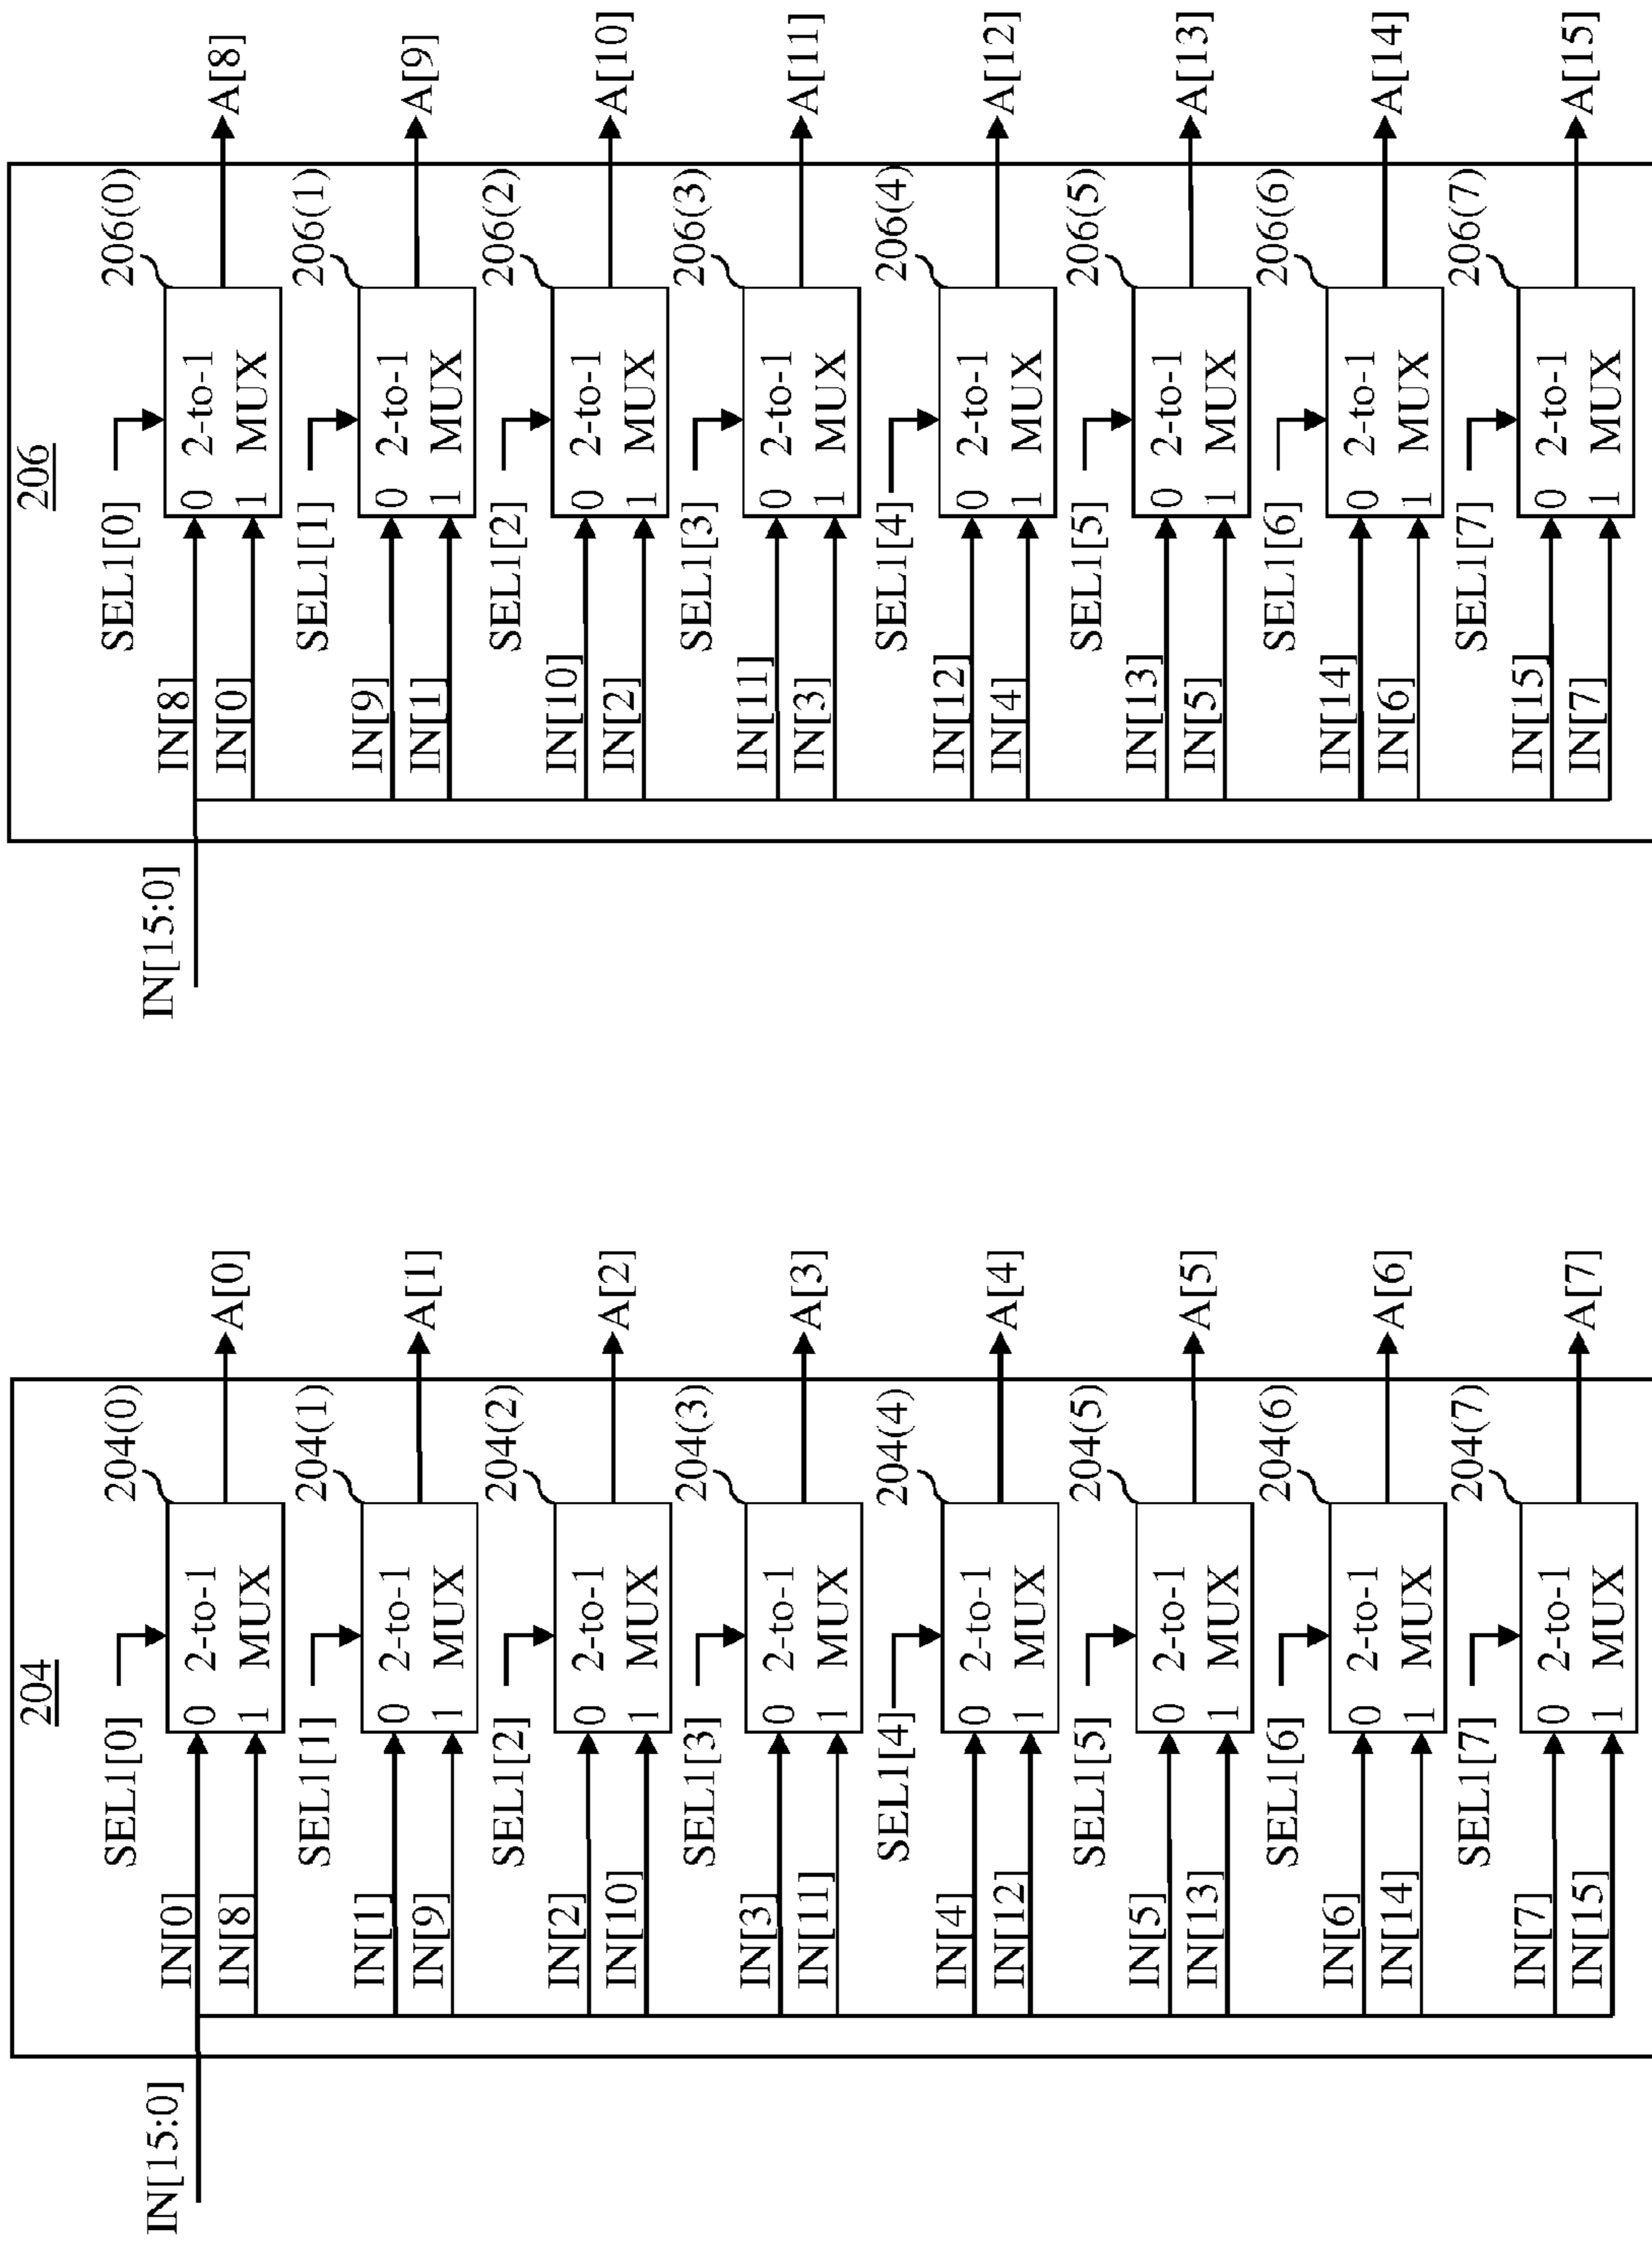 204
IN[15:0]
SEL1[0]
204(0)
IN[0]
0 2-to-1
A[0]
IN[8]
1 MUX
SEL1[1]
204(1)
IN[1]
0 2-to-1
A[1]
IN[9]
1 MUX
SEL1[2]
204(2)
IN[2]
0 2-to-1
A[2]
IN[10]
1 MUX
SEL1[3]
204(3)
IN[3]
0 2-to-1
A[3]
IN[11]
1 MUX
SEL1[4]
204(4)
IN[4]
0 2-to-1
A[4]
IN[12]
1 MUX
SEL1[5]
204(5)
IN[5]
0 2-to-1
A[5]
IN[13]
1 MUX
SEL1[6]
204(6)
IN[6]
0 2-to-1
A[6]
IN[14]
1 MUX
SEL1[7]
204(7)
IN[7]
0 2-to-1
A[7]
IN[15]
1 MUX
206
IN[15:0]
SEL1[0]
206(0)
IN[8]
0 2-to-1
A[8]
IN[0]
1 MUX
SEL1[1]
206(1)
IN[9]
0 2-to-1
A[9]
IN[1]
1 MUX
SEL1[2]
206(2)
IN[10]
0 2-to-1
A[10]
IN[2]
1 MUX
SEL1[3]
206(3)
IN[11]
0 2-to-1
A[11]
IN[3]
1 MUX
SEL1[4]
206(4)
IN[12]
0 2-to-1
A[12]
IN[4]
1 MUX
SEL1[5]
206(5)
IN[13]
0 2-to-1
A[13]
IN[5]
1 MUX
SEL1[6]
206(6)
IN[14]
0 2-to-1
A[14]
IN[6]
1 MUX
SEL1[7]
206(7)
IN[15]
0 2-to-1
A[15]
IN[7]
1 MUX